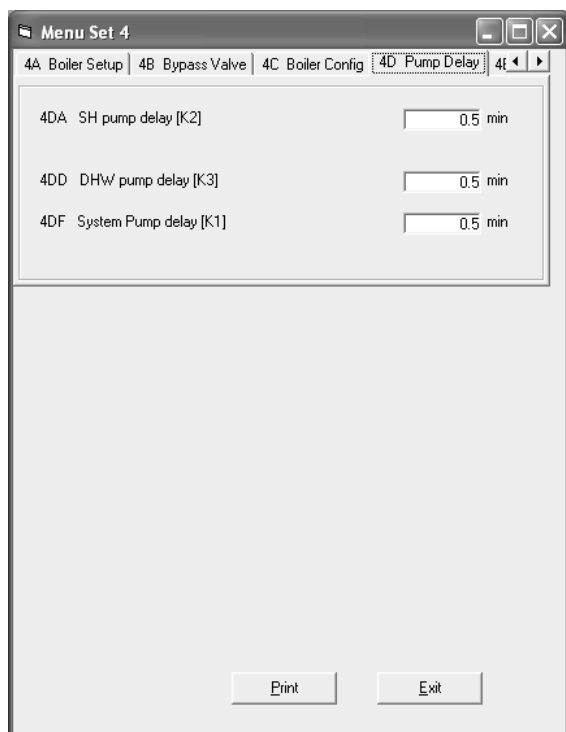 Menu Set 4
4A Boiler Setup 4B Bypass Valve 4C Boiler Config 4D Pump Delay
4DA SH pump delay [K2] 0.5 min
4DD DHW pump delay [K3] 0.5 min
4DF System Pump delay [K1] 0.5 min
Print Exit